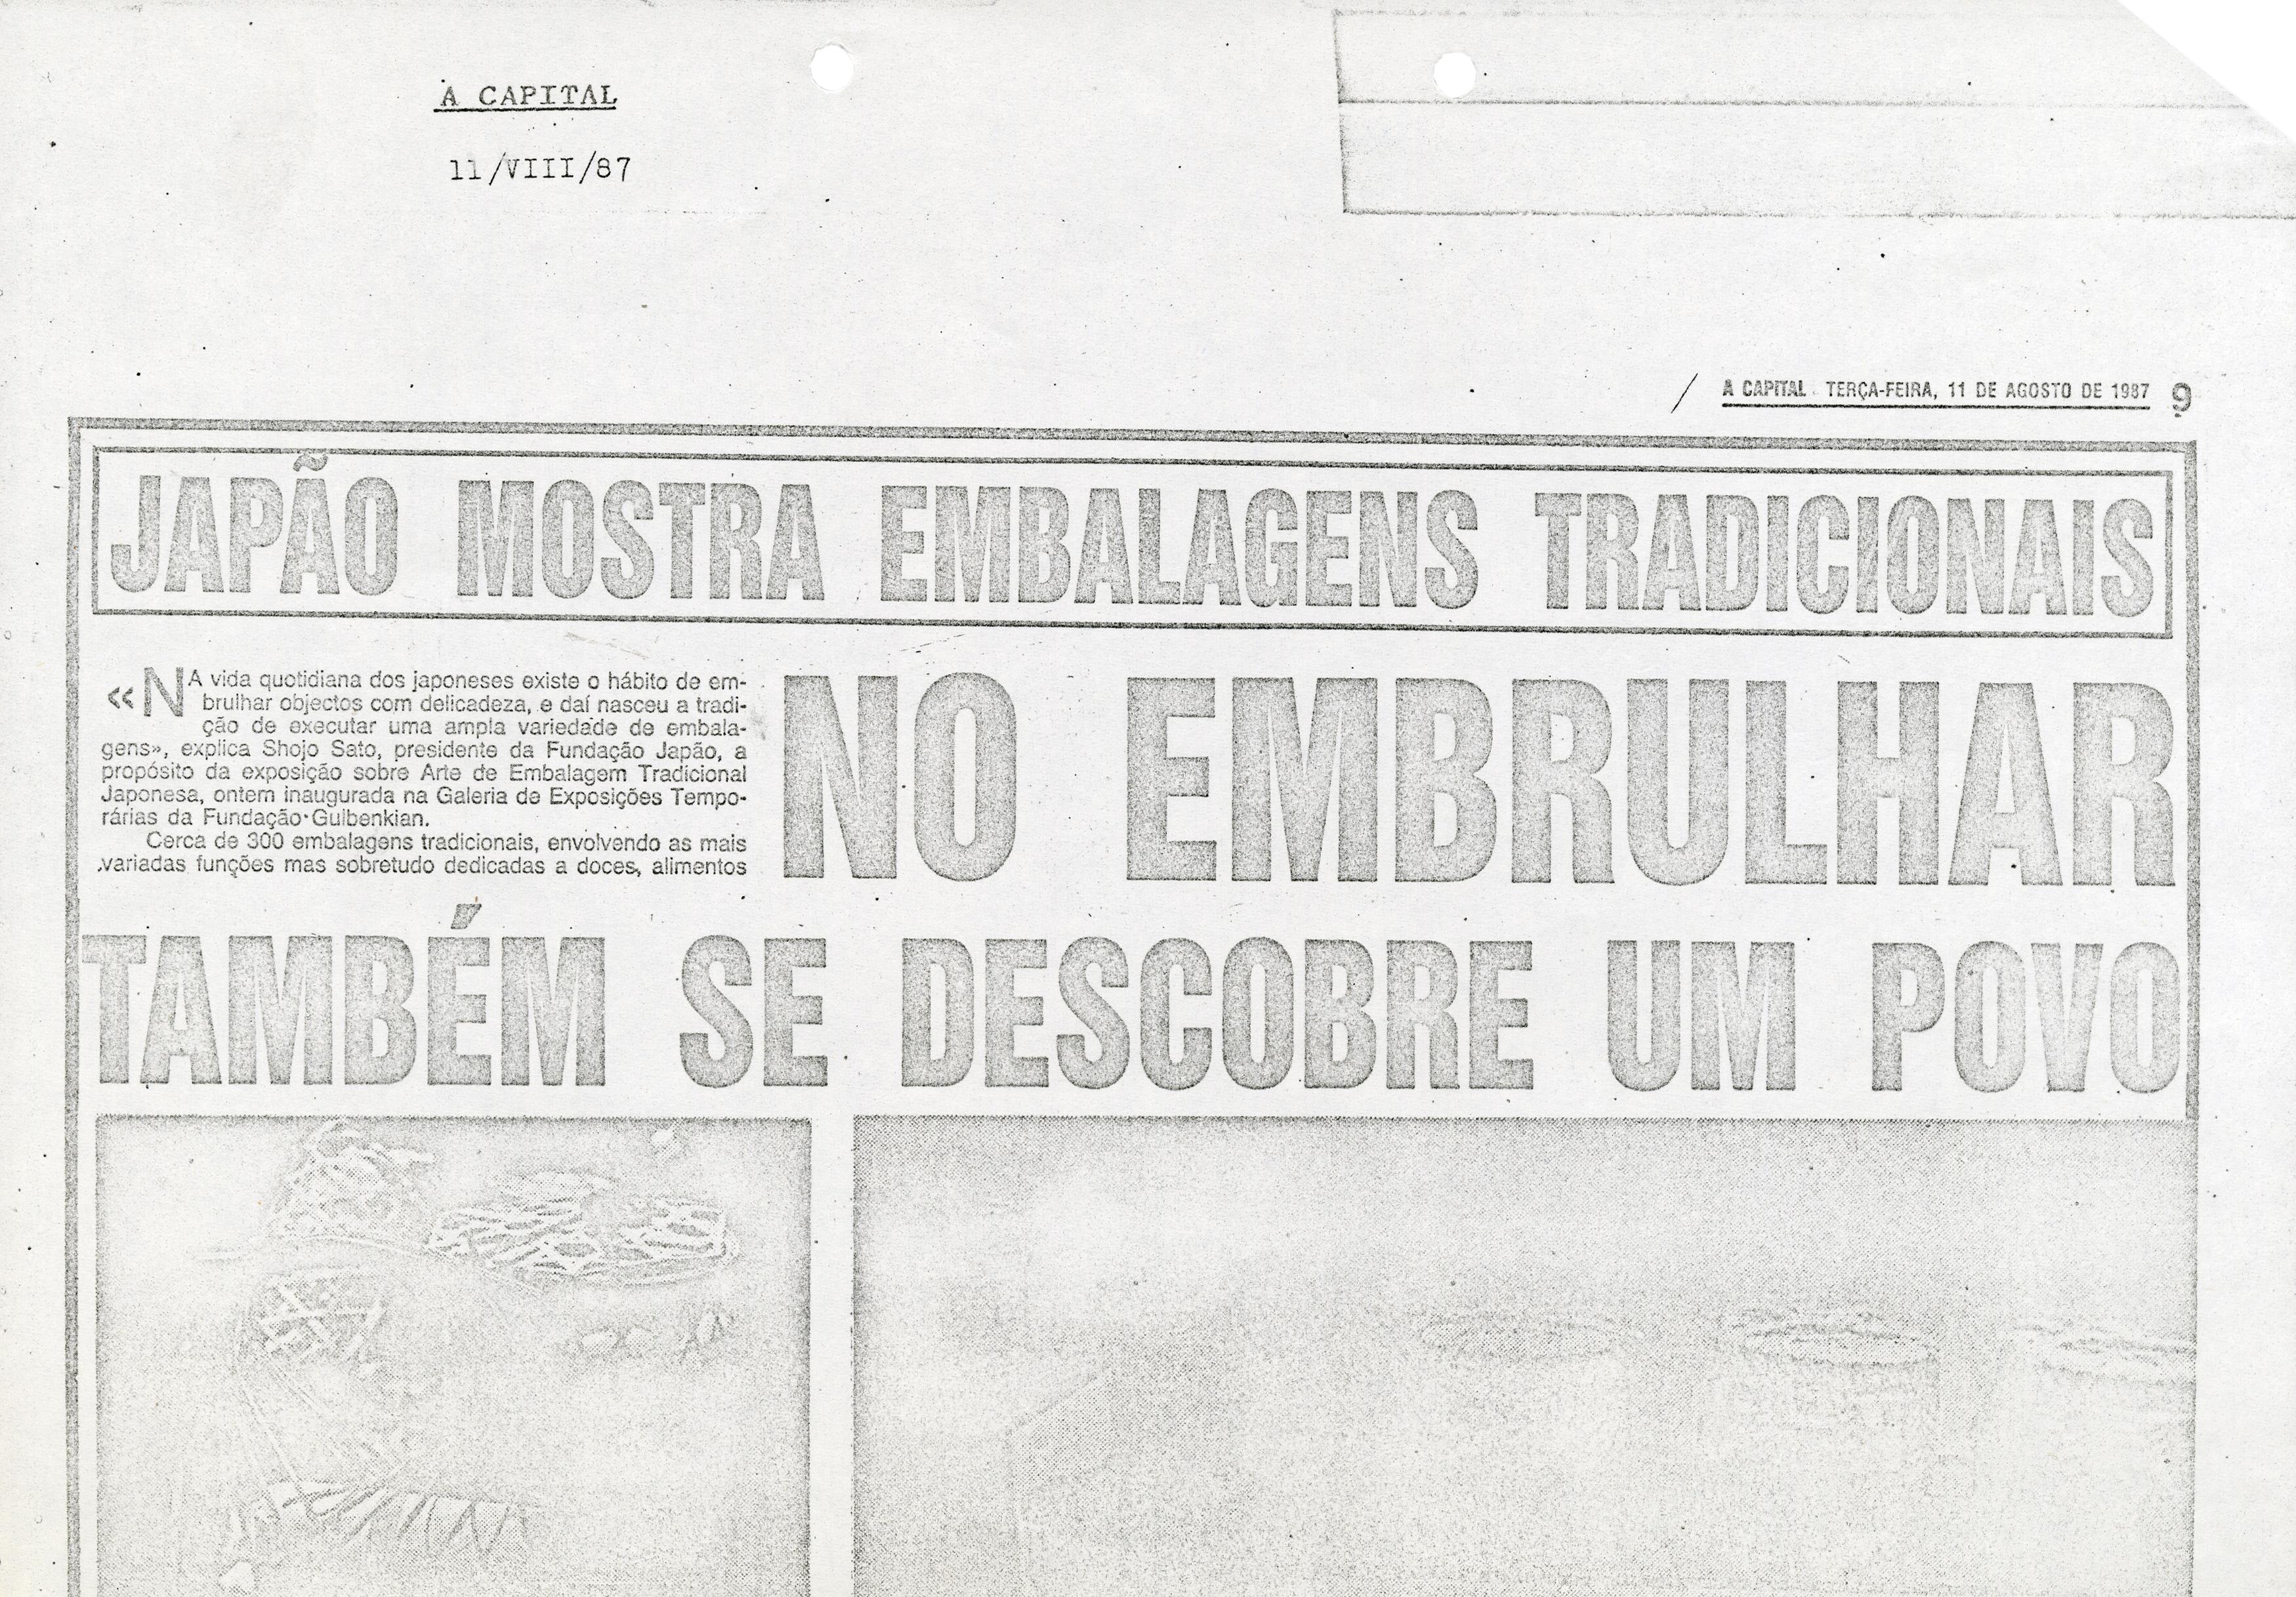 A CAPITAL
11/VIII/87
A CAPITAL TERÇA-FEIRA, 11 DE AGOSTO DE 1987 9
JAPÃO MOSTRA EMBALAGENS TRADICIONAIS
«NA vida quotidiana dos japoneses existe o hábito de em-
brulhar objectos com delicadeza, e daí nasceu a tradi-
ção de executar uma ampla variedade de embala-
gens», explica Shojo Sato, presidente da Fundação Japão, a
propósito da exposição sobre Arte de Embalagem Tradicional
Japonesa, ontem inaugurada na Galeria de Exposições Tempo-
rárias da Fundação Gulbenkian.
Cerca de 300 embalagens tradicionais, envolvendo as mais
variadas funções mas sobretudo dedicadas a doces, alimentos
NO EMBRULHAR
TAMBÉM SE DESCOBRE UM POVO